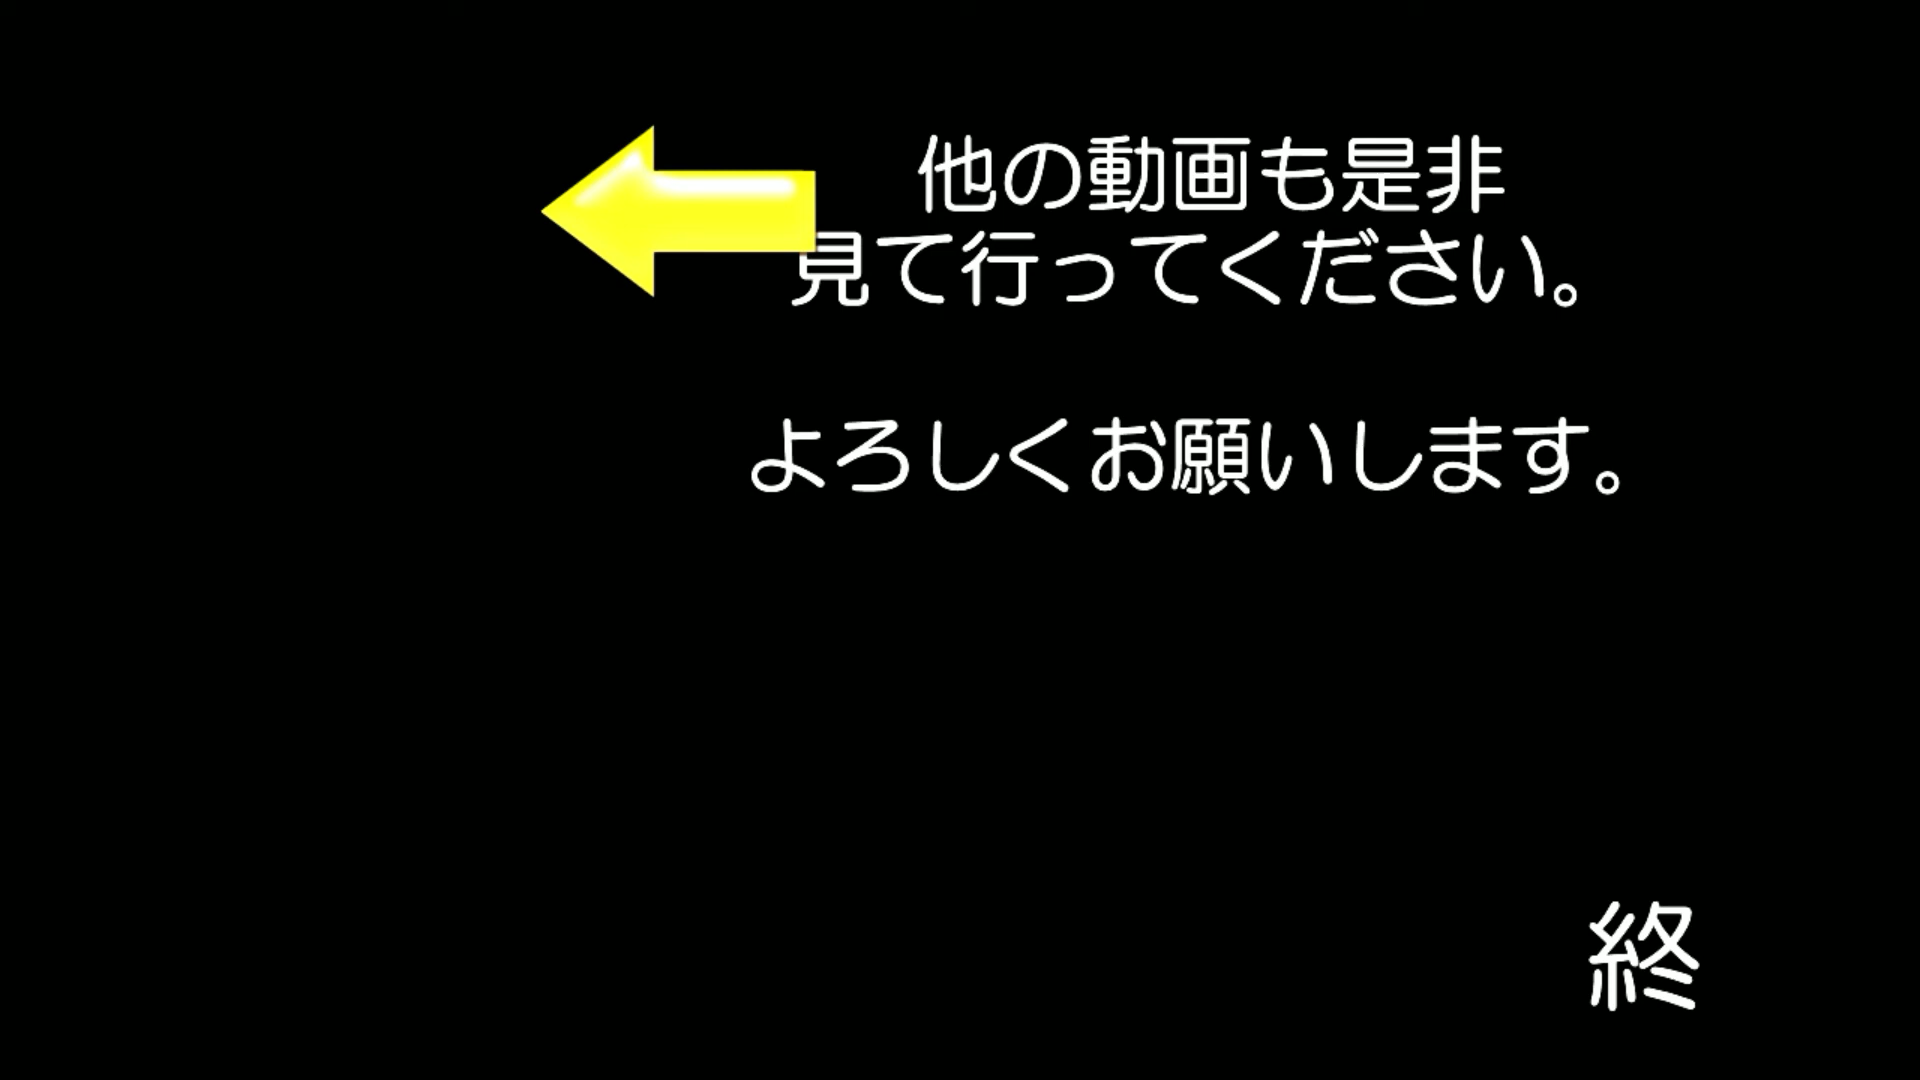 他の動画も是非
見て行ってください。
よろしくお願いします。
終